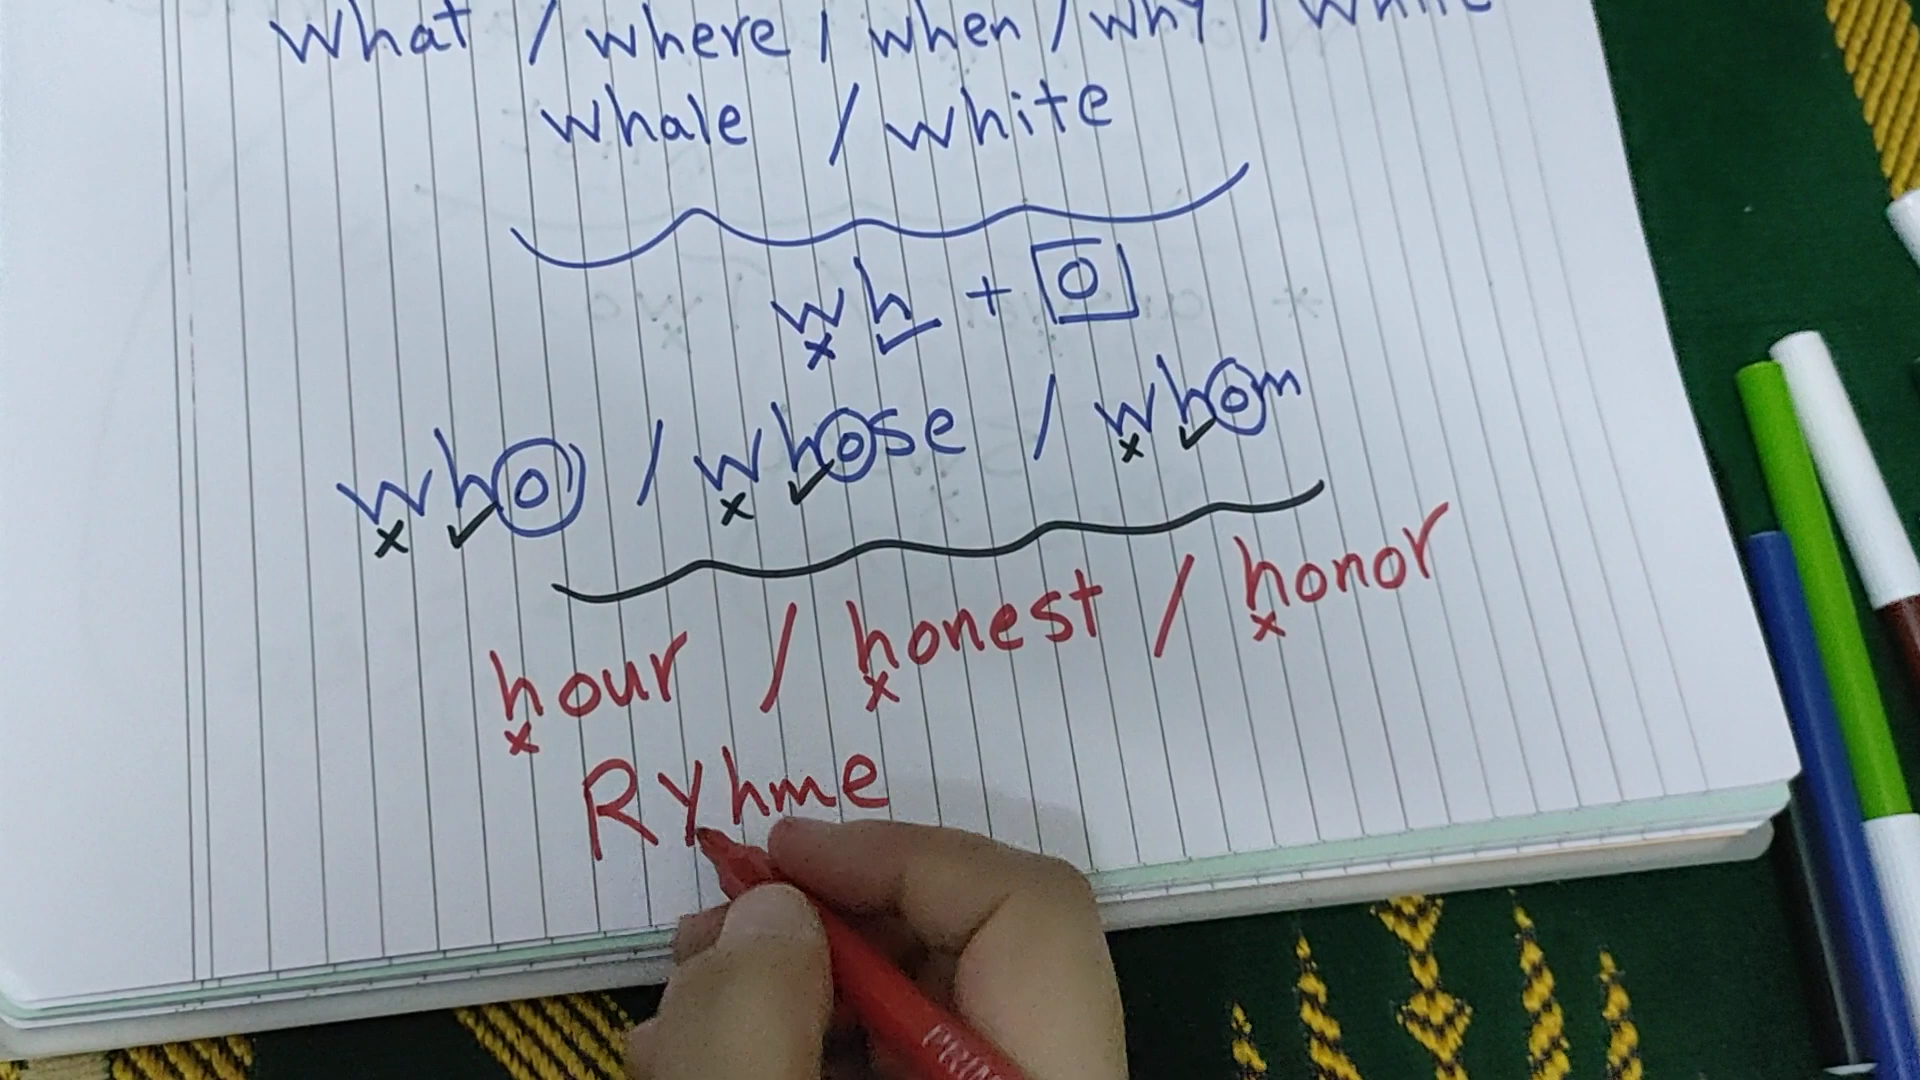 What / where / when / why / while
whale / white
wh + o
who / whose / whom
hour / honest / honor
Ryhme